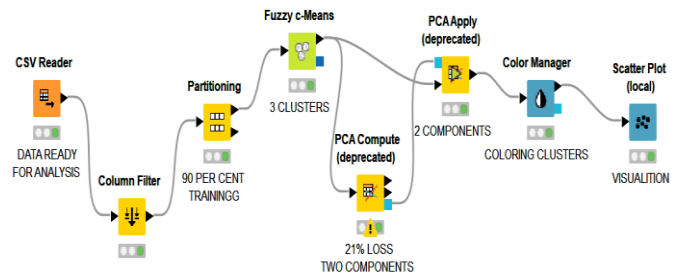 CSV Reader
DATA READY
FOR ANALYSIS
Column Filter
Partitioning
90 PER CENT
TRAININGG
Fuzzy c-Means
3 CLUSTERS
PCA Compute
(deprecated)
21% LOSS
TWO COMPONENTS
PCA Apply
(deprecated)
2 COMPONENTS
Color Manager
COLORING CLUSTERS
Scatter Plot
(local)
VISUALITION